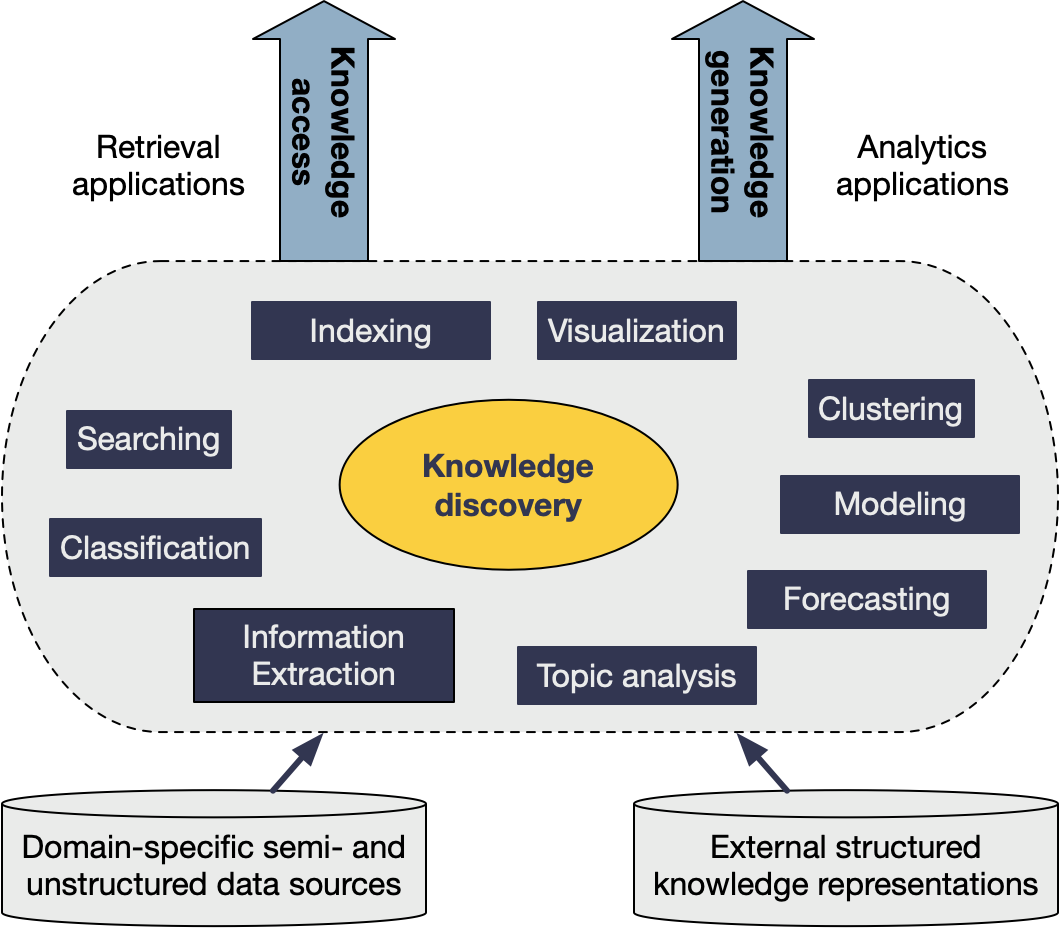 Knowledge
access
Knowledge
generation
Retrieval
applications
Analytics
applications
Indexing
Visualization
Clustering
Searching
Knowledge
discovery
Modeling
Classification
Forecasting
Information
Extraction
Topic analysis
Domain-specific semi- and
unstructured data sources
External structured
knowledge representations